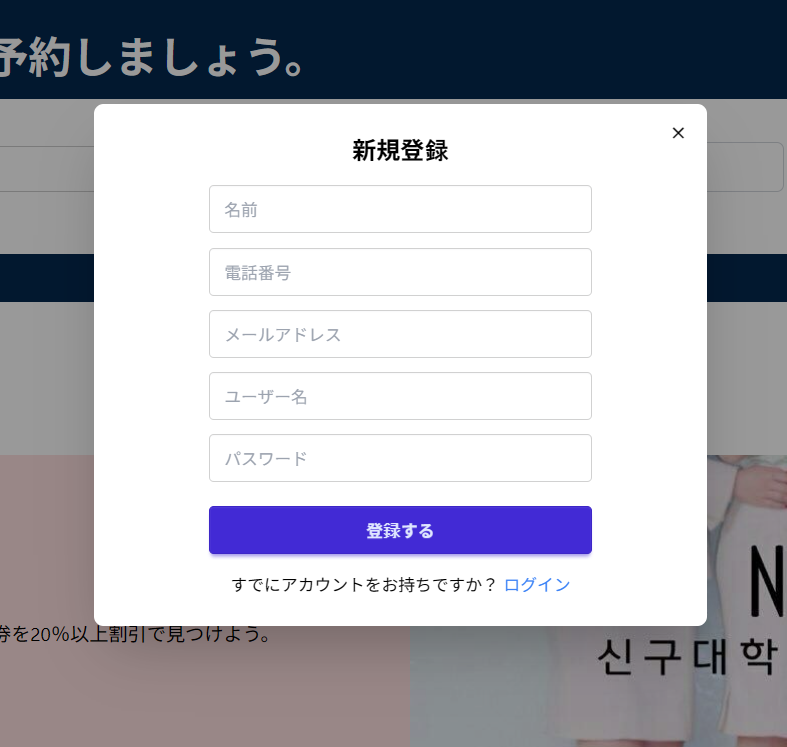 予約しましょう。
新規登録
名前
電話番号
メールアドレス
ユーザー名
パスワード
登録する
すでにアカウントをお持ちですか？ ログイン
券を20%以上割引で見つけよう。
N
신구대학